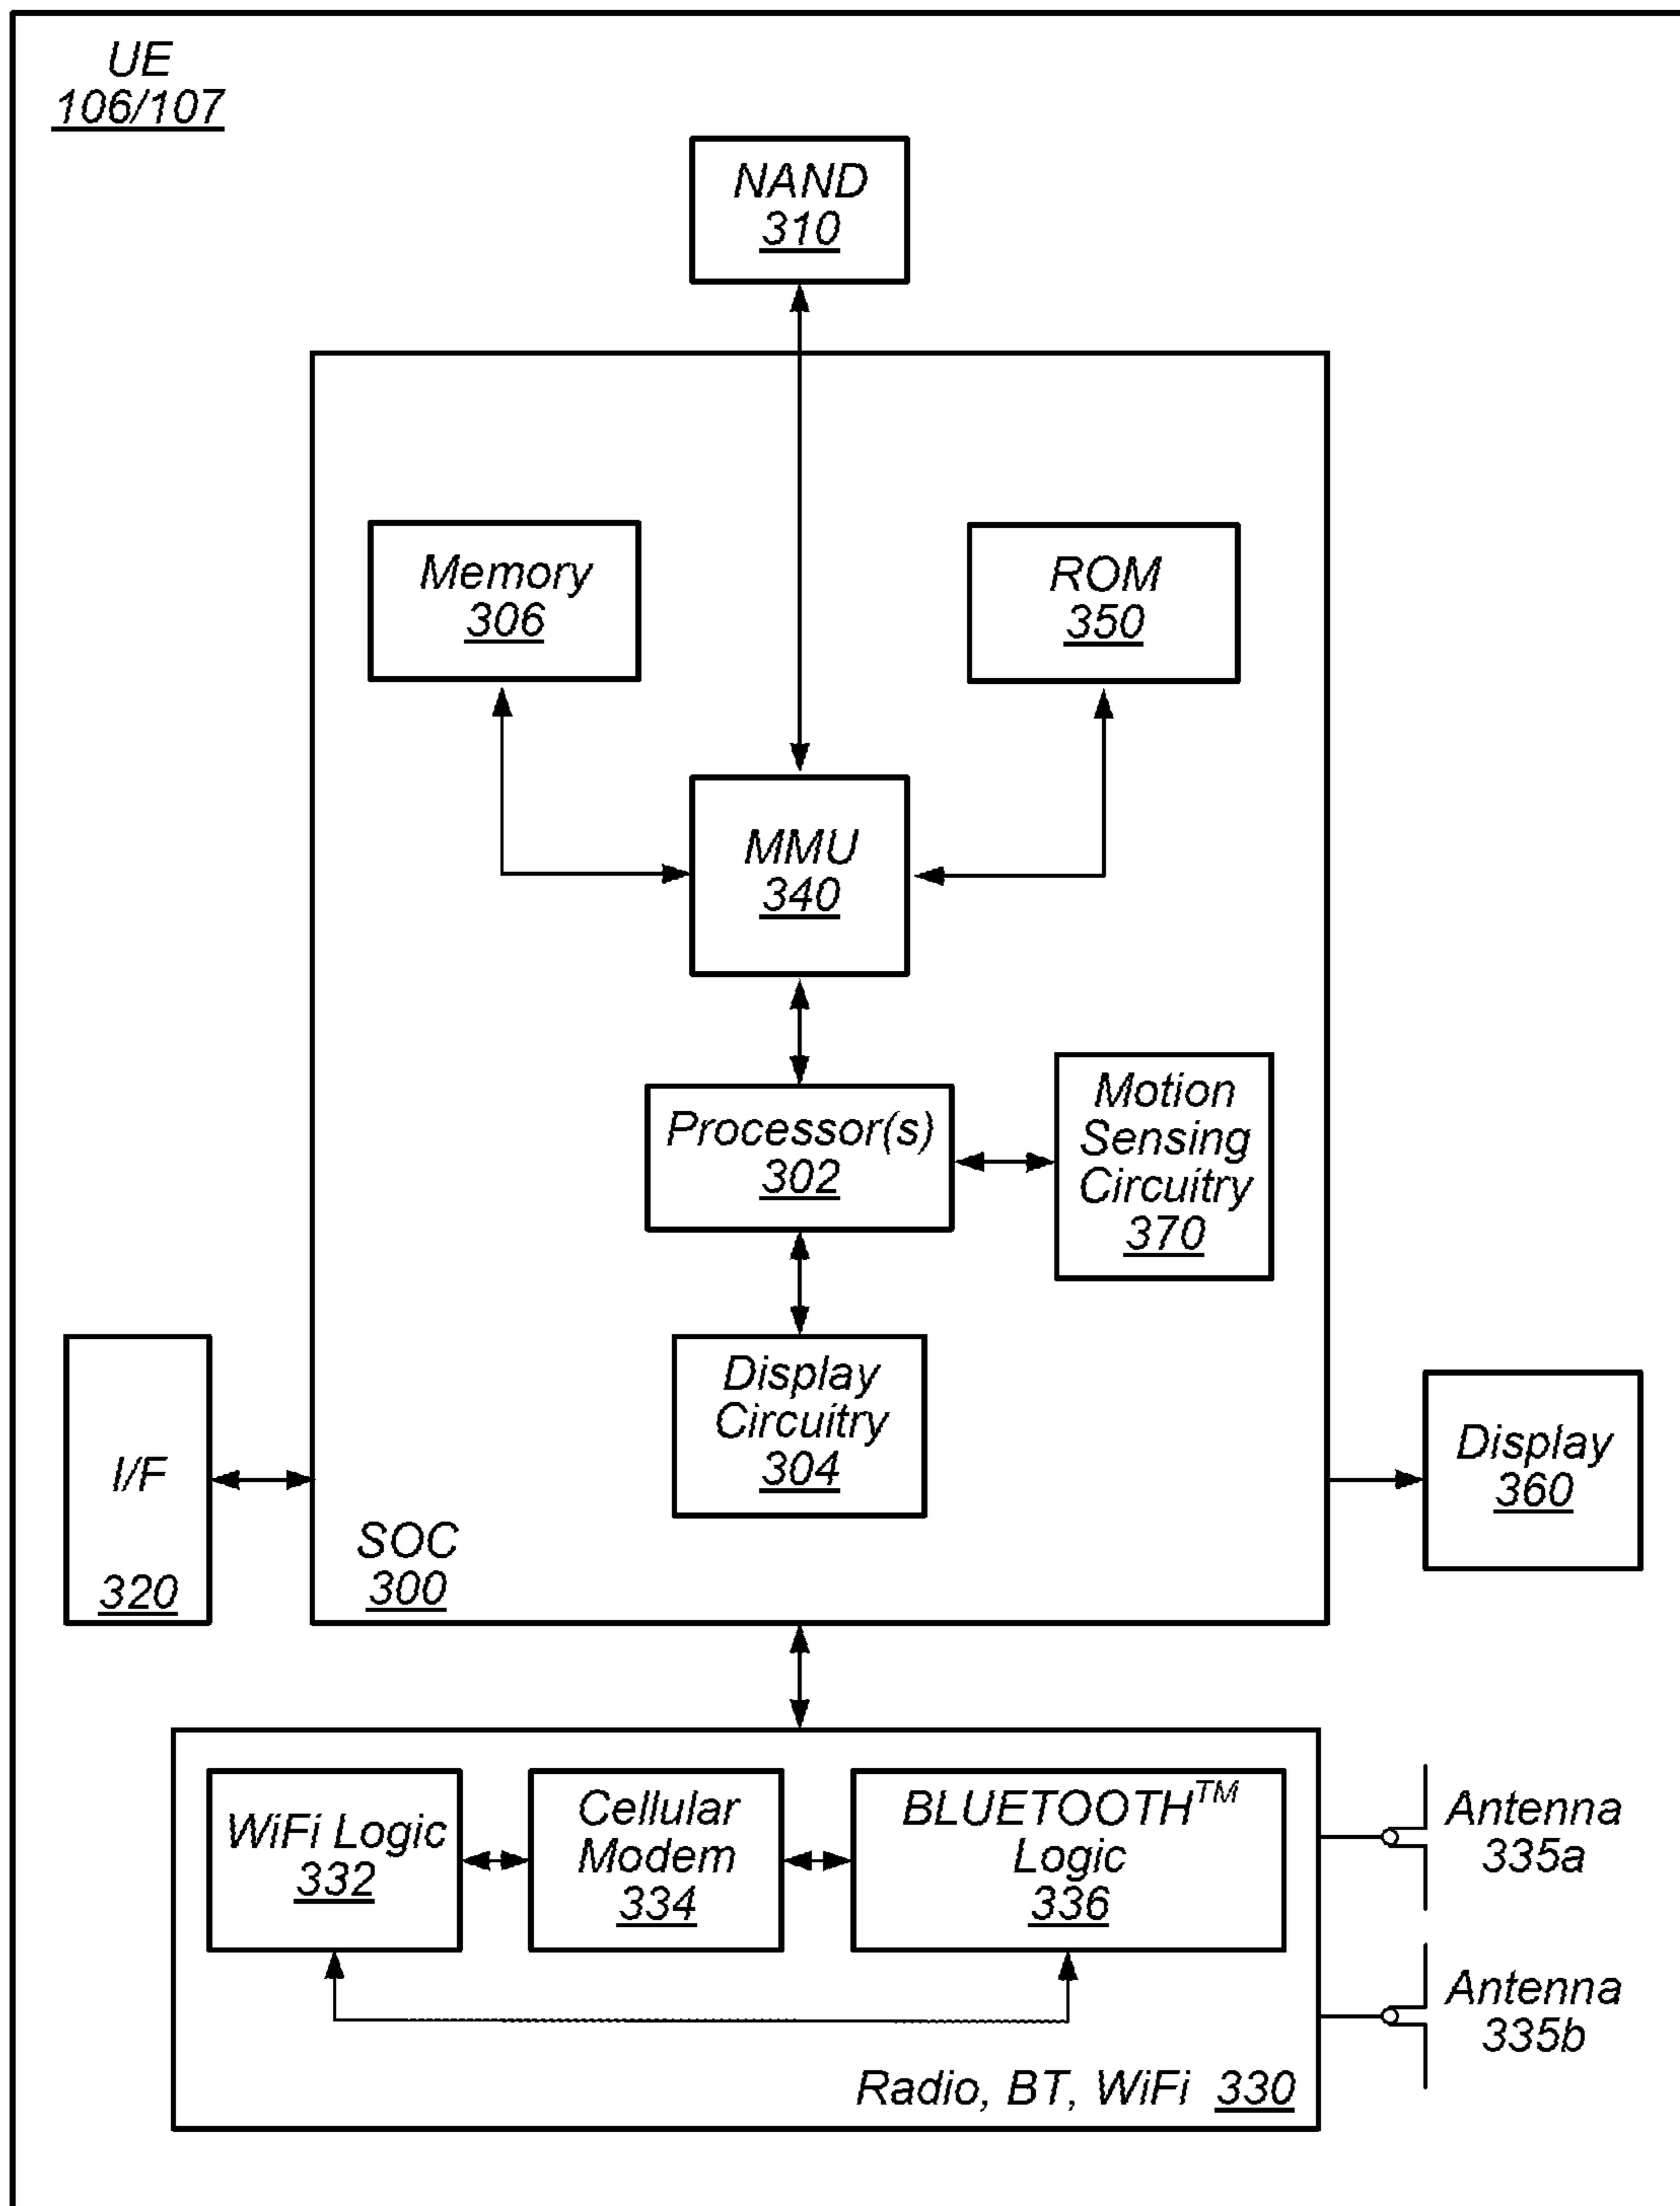 UE
106/107
NAND
310
Memory
306
ROM
350
MMU
340
Processor(s)
302
Motion
Sensing
Circuitry
370
Display
Circuitry
304
I/F
320
SOC
300
Display
360
WiFi Logic
332
Cellular
Modem
334
BLUETOOTH™
Logic
336
Antenna
335a
Antenna
335b
Radio, BT, WiFi 330